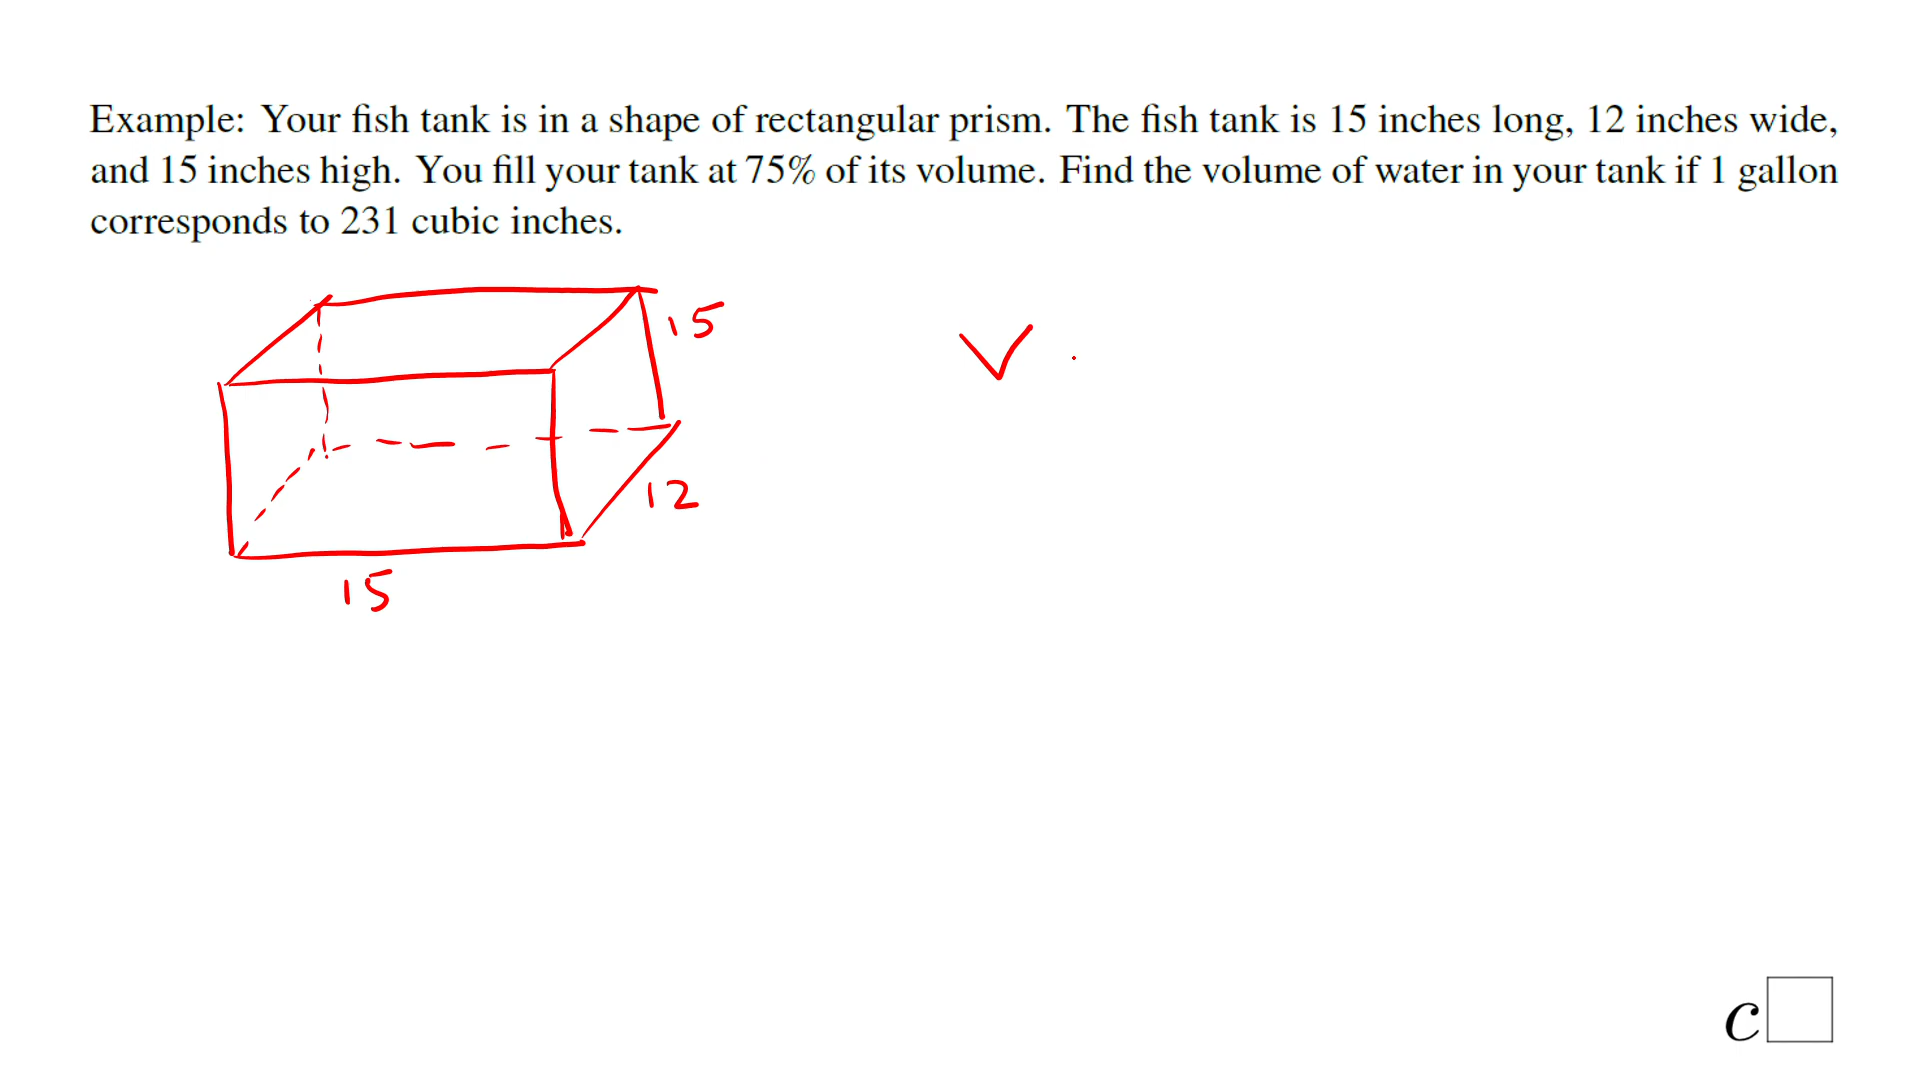 Example: Your fish tank is in a shape of rectangular prism. The fish tank is 15 inches long, 12 inches wide,
and 15 inches high. You fill your tank at 75% of its volume. Find the volume of water in your tank if 1 gallon
corresponds to 231 cubic inches.
15
V
12
15
c